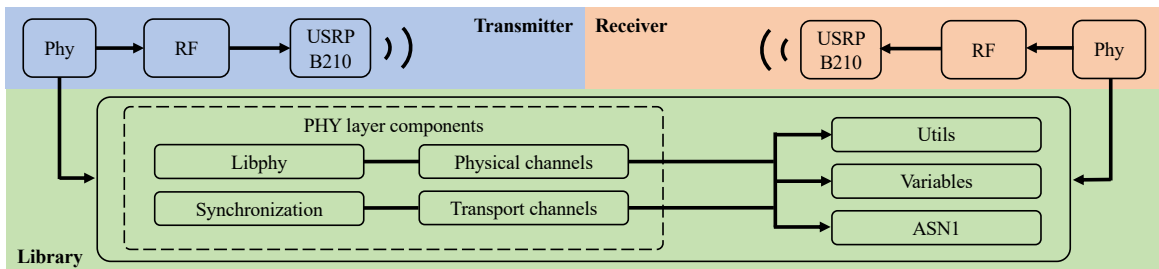 Transmitter
Receiver
Phy
RF
USRP
B210
USRP
B210
RF
Phy
PHY layer components
Libphy
Physical channels
Synchronization
Transport channels
Utils
Variables
ASN1
Library